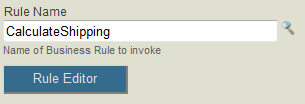 Rule Name
CalculateShipping
Name of Business Rule to invoke
Rule Editor